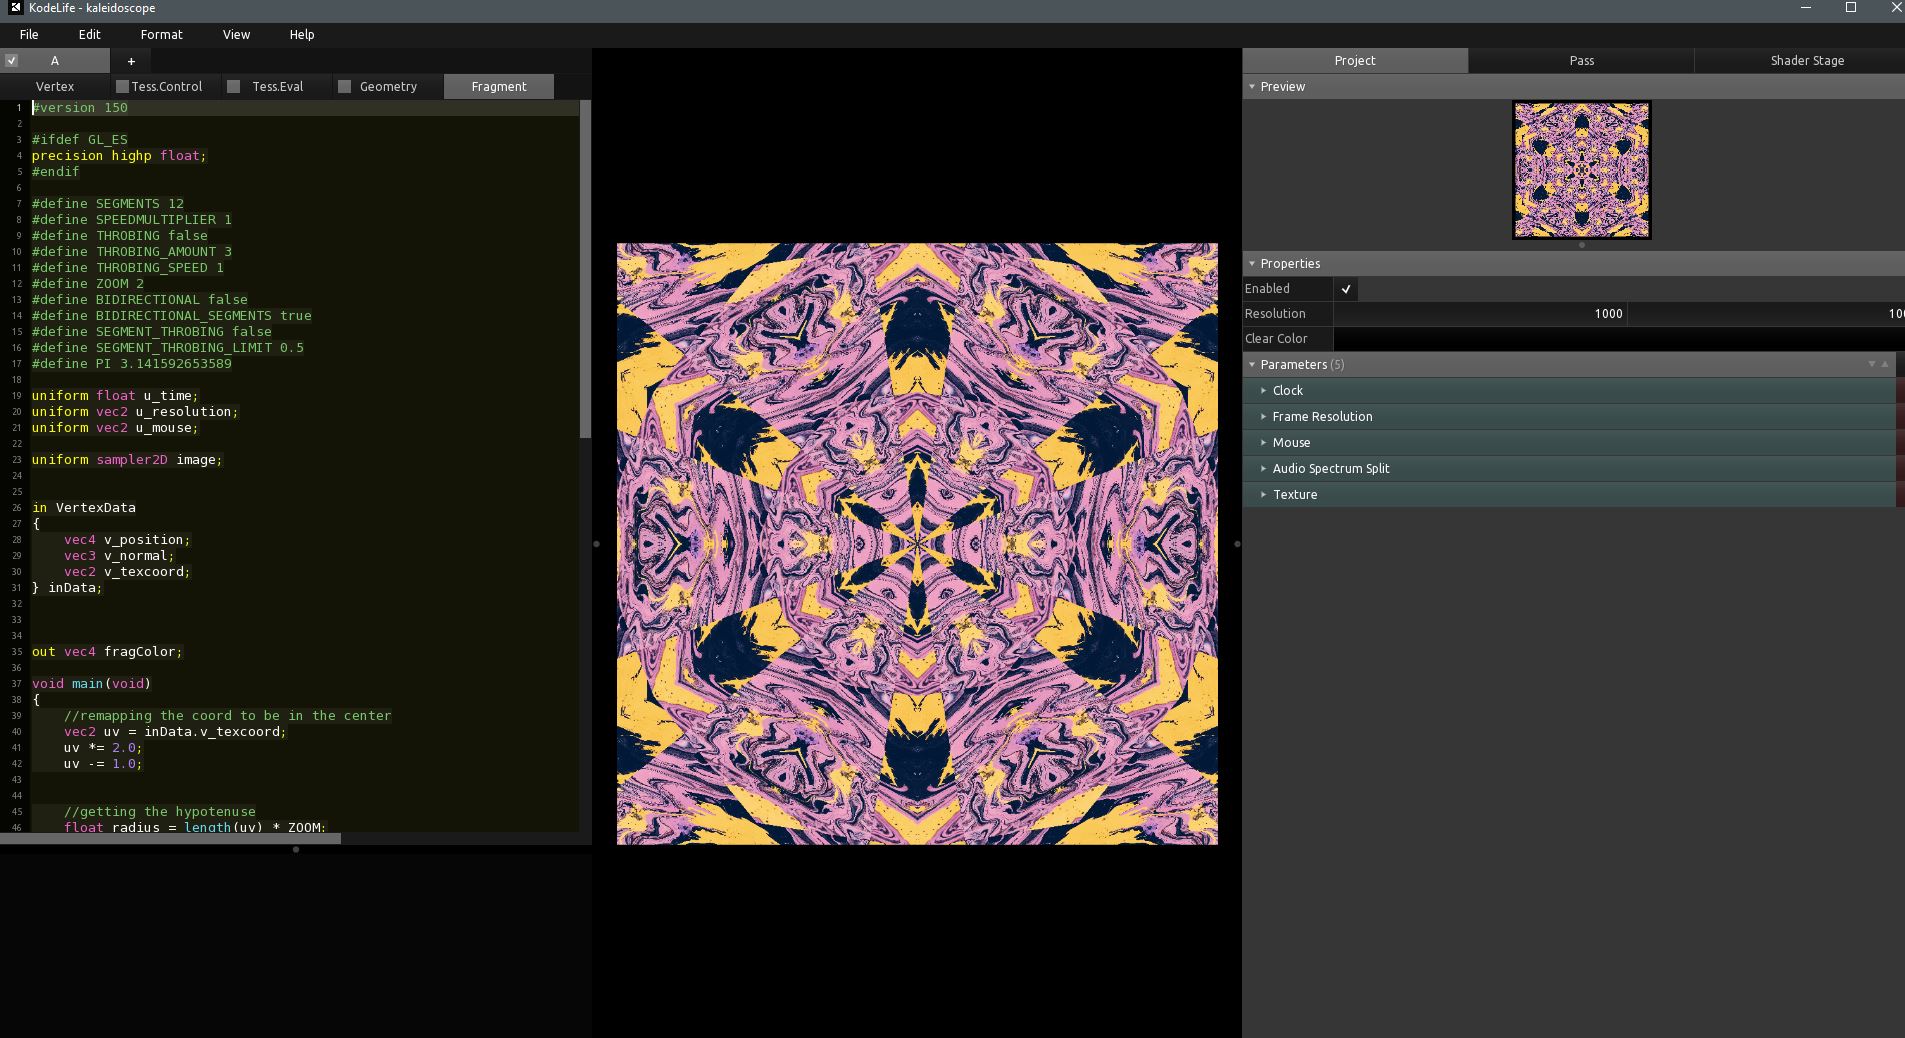 KodeLife - kaleidoscope
File Edit Format View Help
A +
Vertex Tess.Control Tess.Eval Geometry Fragment
1 #version 150
2
3 #ifdef GL_ES
4 precision highp float;
5 #endif
6
7 #define SEGMENTS 12
8 #define SPEEDMULTIPLIER 1
9 #define THROBING false
10 #define THROBING_AMOUNT 3
11 #define THROBING_SPEED 1
12 #define ZOOM 2
13 #define BIDIRECTIONAL false
14 #define BIDIRECTIONAL_SEGMENTS true
15 #define SEGMENT_THROBING false
16 #define SEGMENT_THROBING_LIMIT 0.5
17 #define PI 3.141592653589
18
19 uniform float u_time;
20 uniform vec2 u_resolution;
21 uniform vec2 u_mouse;
22
23 uniform sampler2D image;
24
25
26 in VertexData
27 {
28 vec4 v_position;
29 vec3 v_normal;
30 vec2 v_texcoord;
31 } inData;
32
33
34
35 out vec4 fragColor;
36
37 void main(void)
38 {
39 //remapping the coord to be in the center
40 vec2 uv = inData.v_texcoord;
41 uv *= 2.0;
42 uv -= 1.0;
43
44
45 //getting the hypotenuse
46 float radius = length(uv) * ZOOM;
Project Pass Shader Stage
Preview
Properties
Enabled
Resolution 1000 100
Clear Color
Parameters (5)
Clock
Frame Resolution
Mouse
Audio Spectrum Split
Texture